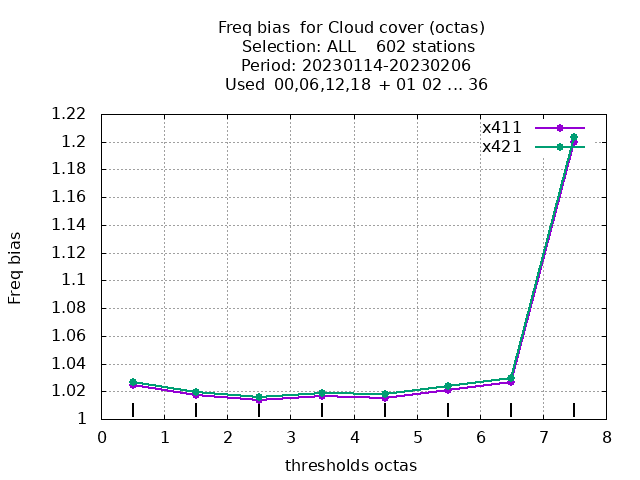 Freq bias  for Cloud cover (octas)
Selection: ALL    602 stations
Period: 20230114-20230206
Used  00,06,12,18 + 01 02 ... 36
x411
x421
1.22
1.2
1.18
1.16
1.14
1.12
1.1
1.08
1.06
1.04
1.02
1
Freq bias
0 1 2 3 4 5 6 7 8
thresholds octas